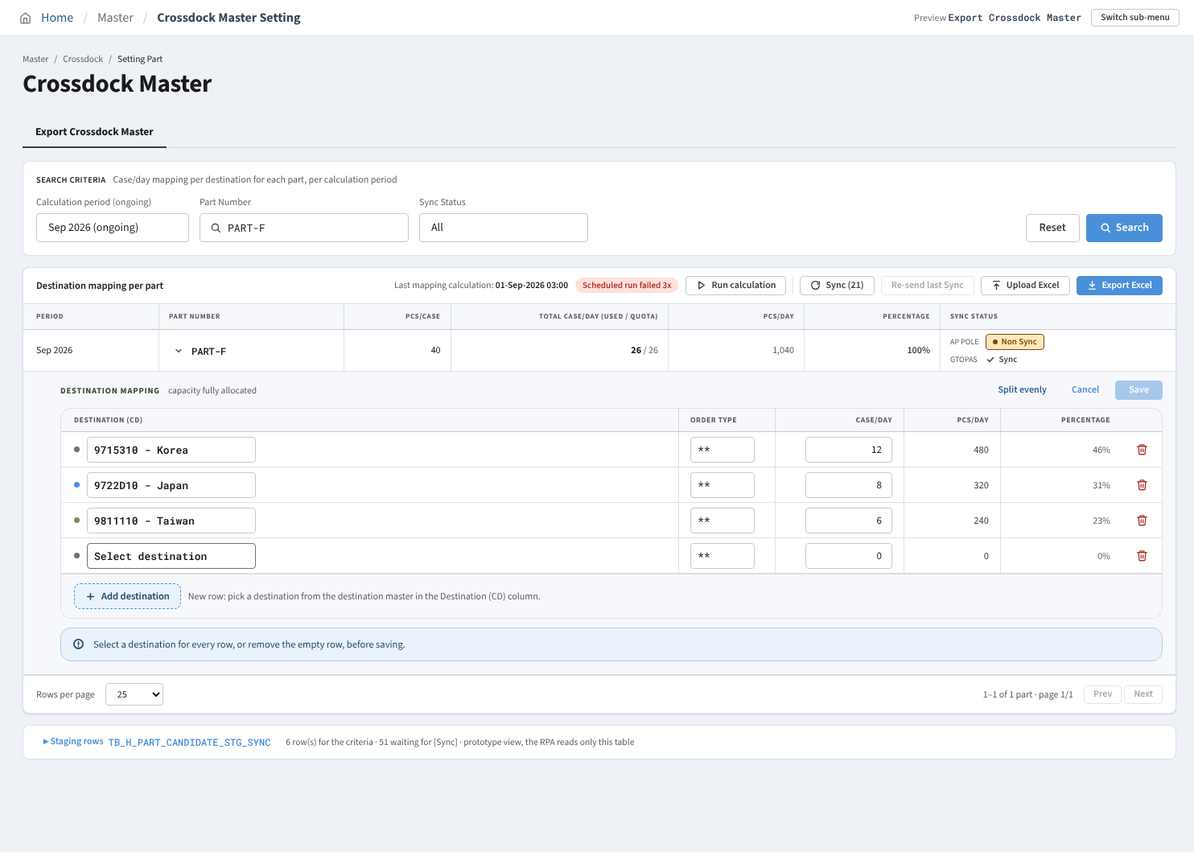 Home / Master / Crossdock Master Setting
Preview Export Crossdock Master Switch sub-menu
Master / Crossdock / Setting Part
Crossdock Master
Export Crossdock Master
SEARCH CRITERIA Case/day mapping per destination for each part, per calculation period
Calculation period (ongoing) Part Number Sync Status
Sep 2026 (ongoing) PART-F All Reset Search
Destination mapping per part Last mapping calculation: 01-Sep-2026 03:00 Scheduled run failed 3x Run calculation Sync (21) Re-send last Sync Upload Excel Export Excel
PERIOD PART NUMBER PCS/CASE TOTAL CASE/DAY (USED / QUOTA) PCS/DAY PERCENTAGE SYNC STATUS
Sep 2026 PART-F 40 26 / 26 1,040 100% AP POLE Non Sync
GTOPAS Sync
DESTINATION MAPPING capacity fully allocated Split evenly Cancel Save
DESTINATION (CD) ORDER TYPE CASE/DAY PCS/DAY PERCENTAGE
9715310 - Korea ** 12 480 46%
9722D10 - Japan ** 8 320 31%
9811110 - Taiwan ** 6 240 23%
Select destination ** 0 0 0%
+ Add destination New row: pick a destination from the destination master in the Destination (CD) column.
Select a destination for every row, or remove the empty row, before saving.
Rows per page 25 1–1 of 1 part · page 1/1 Prev Next
▸ Staging rows TB_H_PART_CANDIDATE_STG_SYNC 6 row(s) for the criteria · 51 waiting for [Sync] · prototype view, the RPA reads only this table